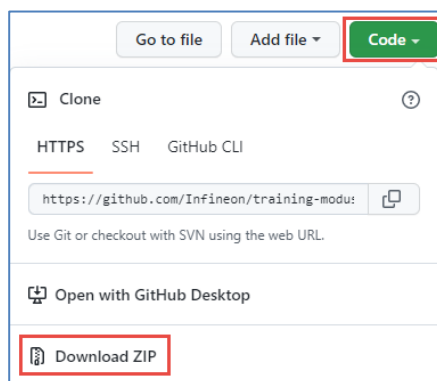 Go to file
Add file
Code
Clone
HTTPS SSH GitHub CLI
https://github.com/Infineon/training-modus
Use Git or checkout with SVN using the web URL.
Open with GitHub Desktop
Download ZIP